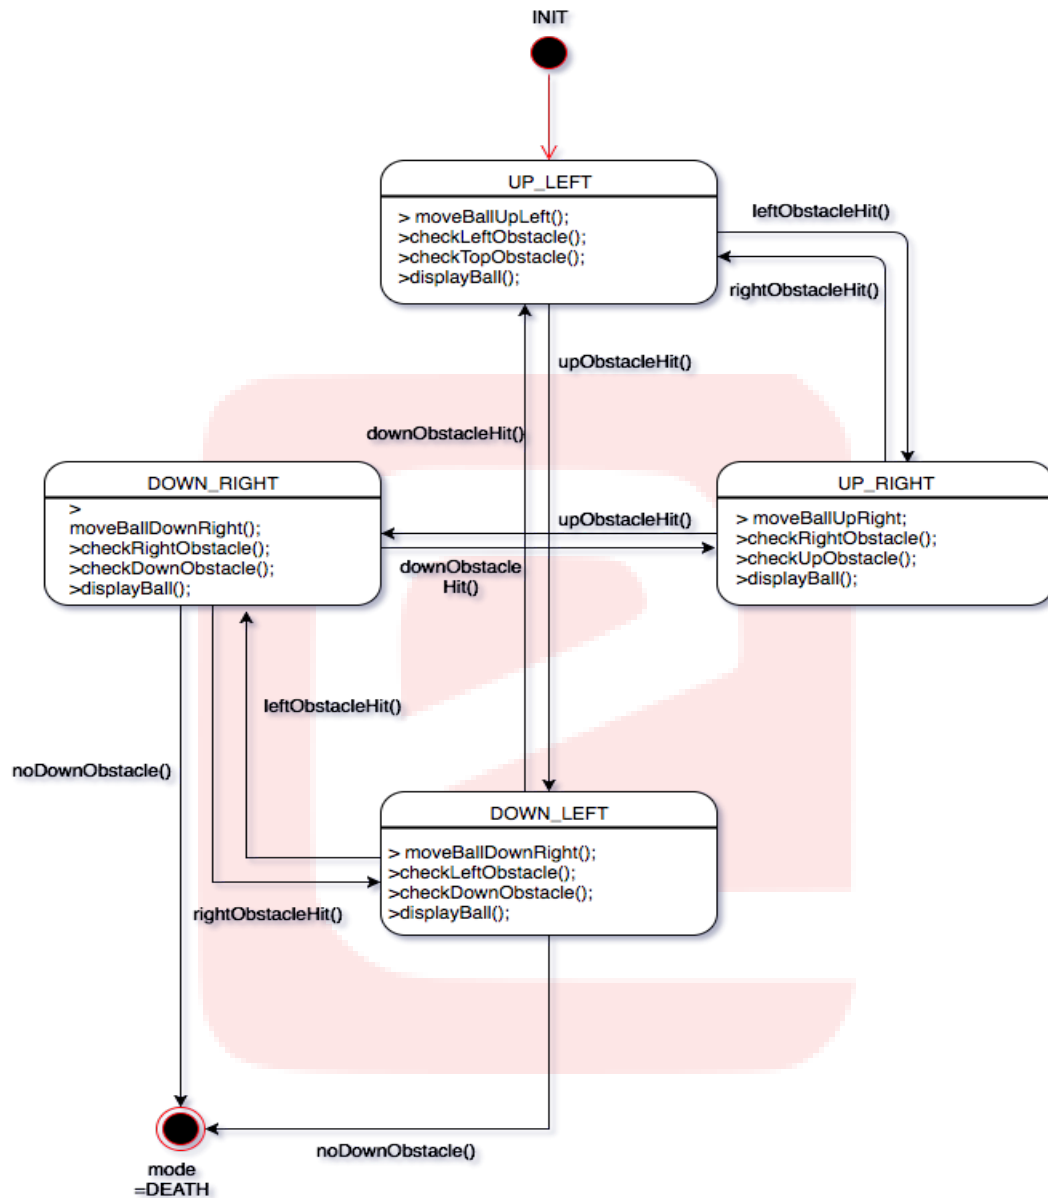 INIT
UP_LEFT
> moveBallUpLeft();
>checkLeftObstacle();
>checkTopObstacle();
>displayBall();
leftObstacleHit()
rightObstacleHit()
upObstacleHit()
downObstacleHit()
DOWN_RIGHT
>
moveBallDownRight();
>checkRightObstacle();
>checkDownObstacle();
>displayBall();
UP_RIGHT
> moveBallUpRight;
>checkRightObstacle();
>checkUpObstacle();
>displayBall();
upObstacleHit()
downObstacle
Hit()
leftObstacleHit()
noDownObstacle()
DOWN_LEFT
> moveBallDownRight();
>checkLeftObstacle();
>checkDownObstacle();
>displayBall();
rightObstacleHit()
noDownObstacle()
mode
=DEATH